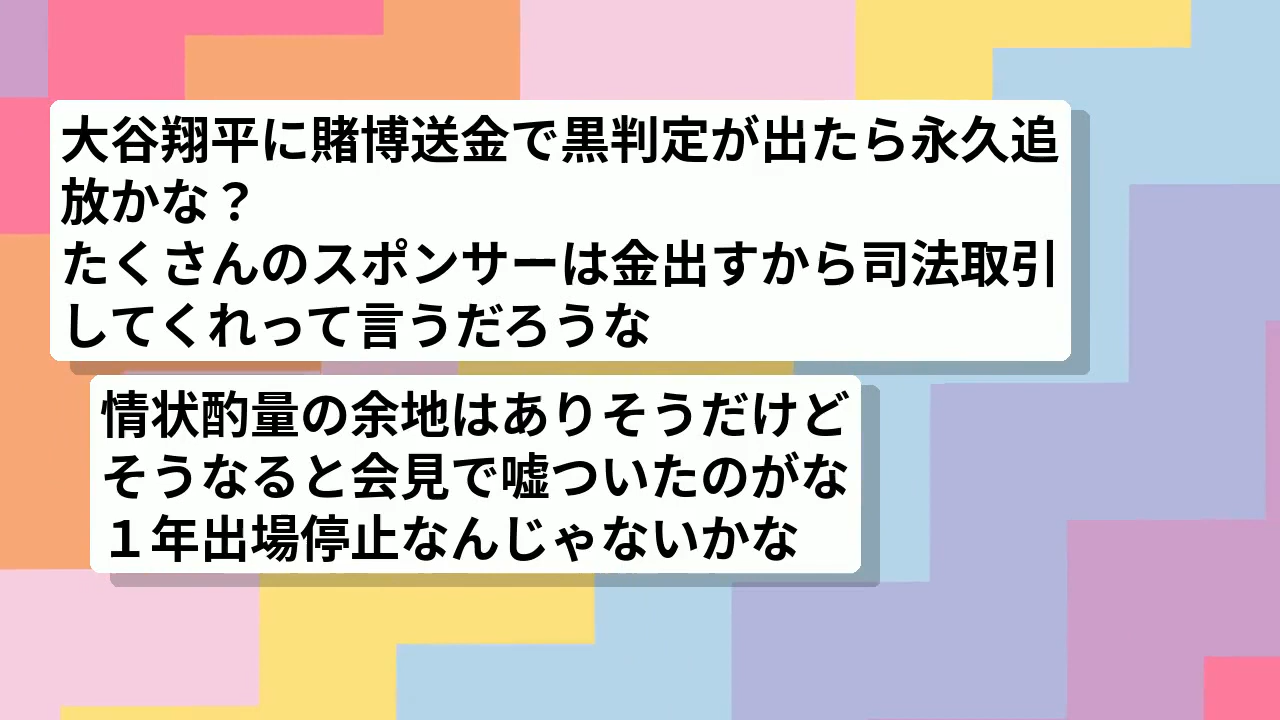 大谷翔平に賭博送金で黒判定が出たら永久追
放かな？
たくさんのスポンサーは金出すから司法取引
してくれって言うだろうな
情状酌量の余地はありそうだけど
そうなると会見で嘘ついたのがな
１年出場停止なんじゃないかな